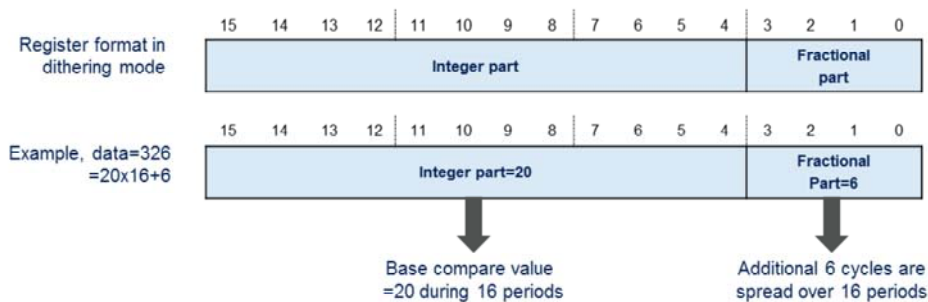 15 14 13 12 11 10 9 8 7 6 5 4 3 2 1 0
Register format in
dithering mode
Integer part
Fractional
part
15 14 13 12 11 10 9 8 7 6 5 4 3 2 1 0
Example, data=326
=20x16+6
Integer part=20
Fractional
Part=6
Base compare value
=20 during 16 periods
Additional 6 cycles are
spread over 16 periods